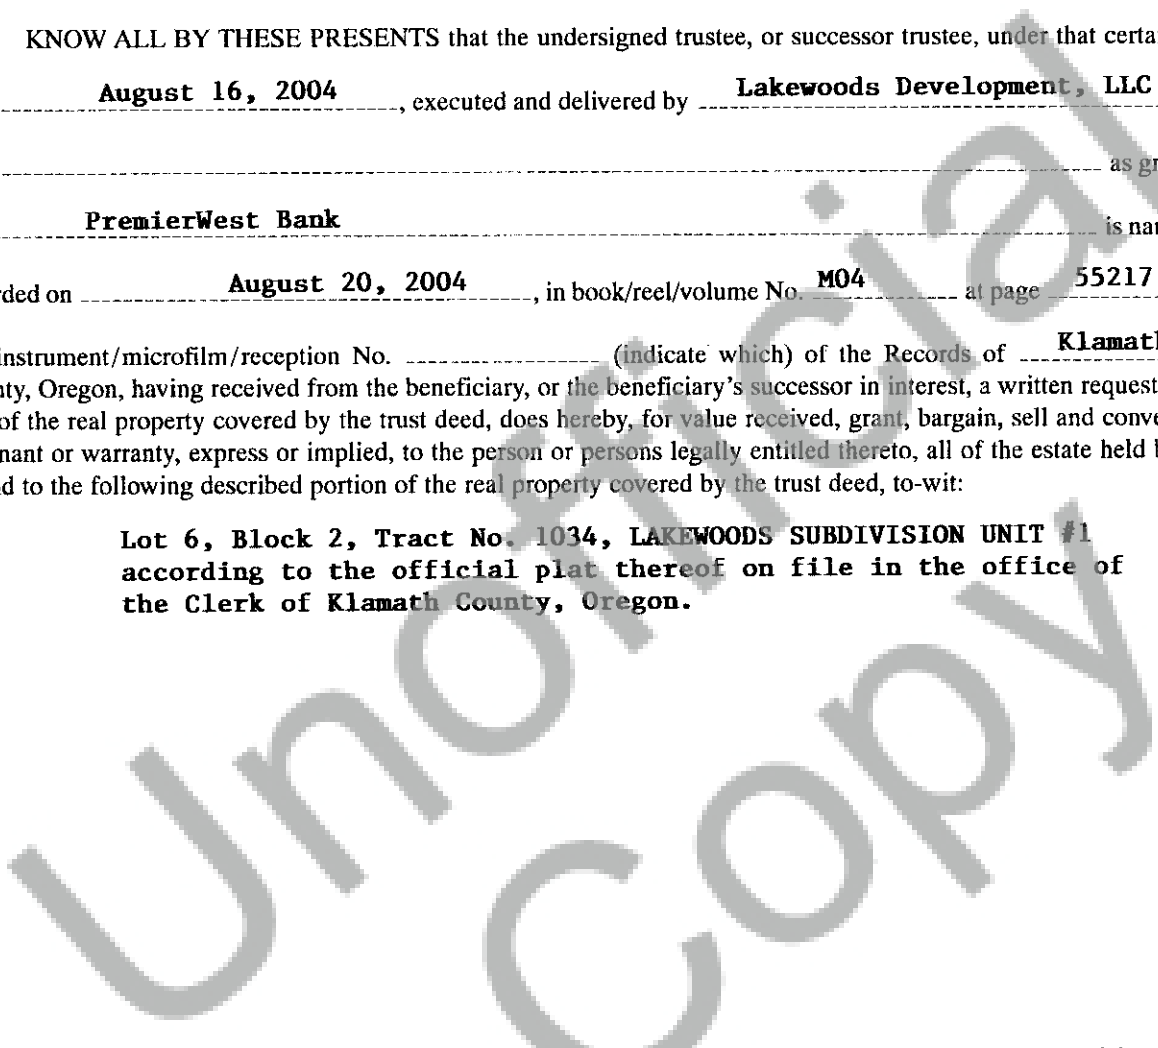 KNOW ALL BY THESE PRESENTS that the undersigned trustee, or successor trustee, under that certa
August 16, 2004, executed and delivered by Lakewoods Development, LLC
as gr
PremierWest Bank is nar
ded on August 20, 2004, in book/reel/volume No. M04 at page 55217
instrument/microfilm/reception No. (indicate which) of the Records of Klamath
nty, Oregon, having received from the beneficiary, or the beneficiary's successor in interest, a written request
of the real property covered by the trust deed, does hereby, for value received, grant, bargain, sell and conve
nant or warranty, express or implied, to the person or persons legally entitled thereto, all of the estate held
d to the following described portion of the real property covered by the trust deed, to-wit:
Lot 6, Block 2, Tract No. 1034, LAKEWOODS SUBDIVISION UNIT #1
according to the official plat thereof on file in the office of
the Clerk of Klamath County, Oregon.
Unofficial
Copy